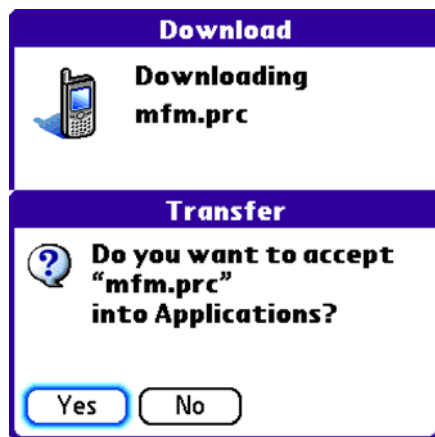 Download
Downloading
mfm.prc
Transfer
?
Do you want to accept
“mfm.prc”
into Applications?
Yes
No